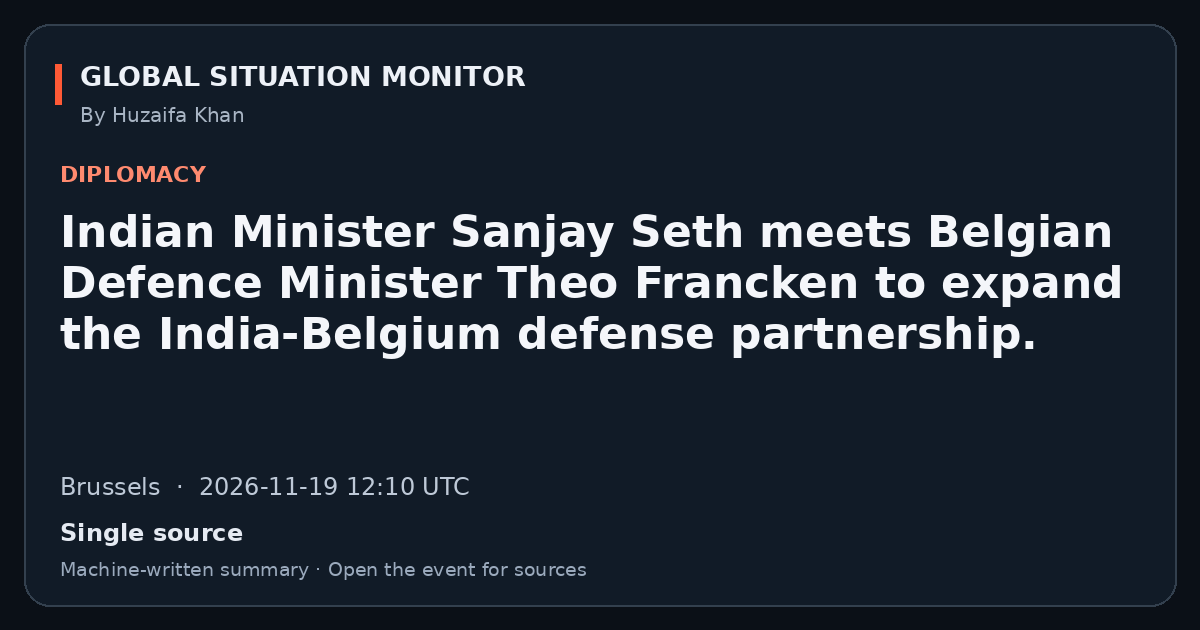 GLOBAL SITUATION MONITOR
By Huzaifa Khan
DIPLOMACY
Indian Minister Sanjay Seth meets Belgian
Defence Minister Theo Francken to expand
the India-Belgium defense partnership.
Brussels · 2026-11-19 12:10 UTC
Single source
Machine-written summary · Open the event for sources